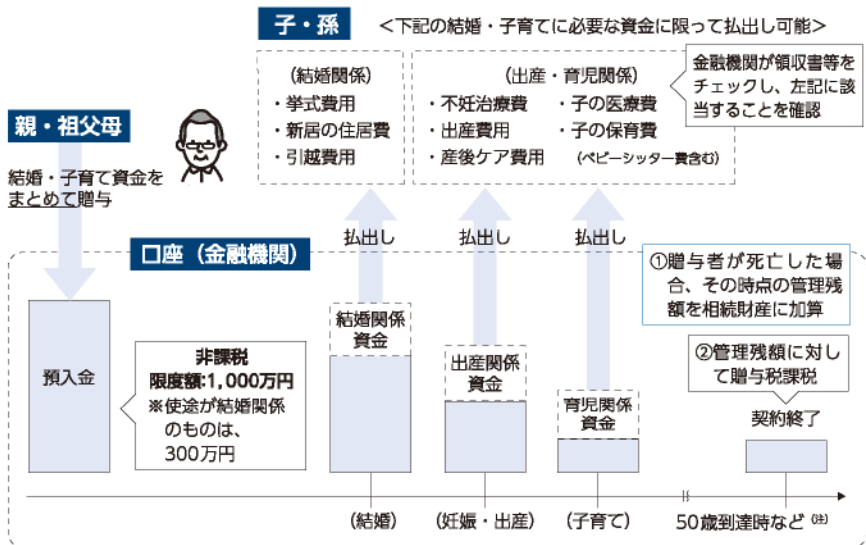 子・孫
<下記の結婚・子育てに必要な資金に限って払出し可能>
(結婚関係)
・挙式費用
・新居の住居費
・引越費用
(出産・育児関係)
・不妊治療費
・出産費用
・産後ケア費用
・子の医療費
・子の保育費
(ベビーシッター費含む)
金融機関が領収書等を
チェックし、左記に該
当することを確認
親・祖父母
結婚・子育て資金を
まとめて贈与
払出し
払出し
払出し
口座(金融機関)
預入金
非課税
限度額:1,000万円
※使途が結婚関係
のものは、
300万円
結婚関係
資金
出産関係
資金
育児関係
資金
①贈与者が死亡した場
合、その時点の管理残
額を相続財産に加算
②管理残額に対し
て贈与税課税
契約終了
(結婚)
(妊娠・出産)
(子育て)
50歳到達時など (注)